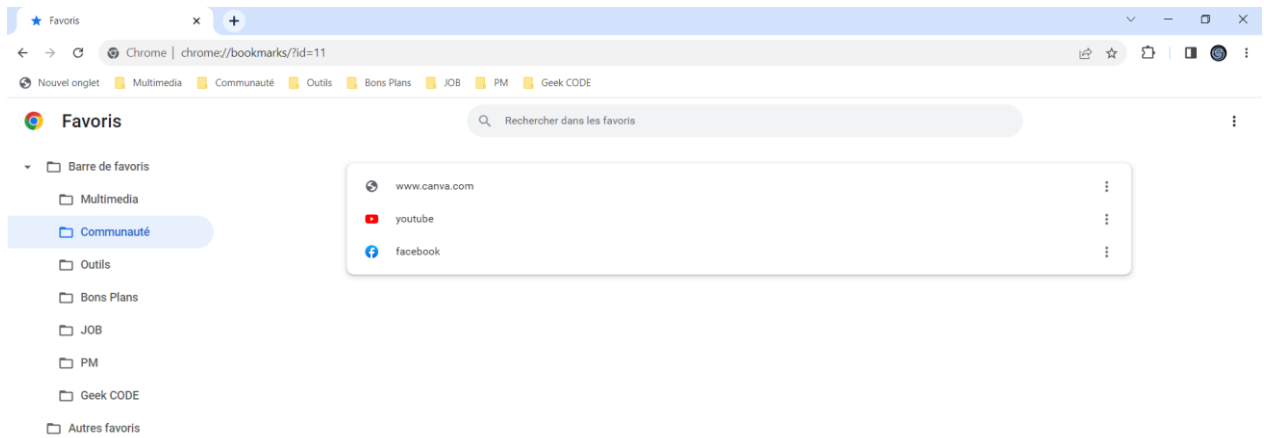 Favoris
Chrome | chrome://bookmarks/?id=11
Nouvel onglet Multimedia Communauté Outils Bons Plans JOB PM Geek CODE
Favoris
Rechercher dans les favoris
Barre de favoris
Multimedia
Communauté
Outils
Bons Plans
JOB
PM
Geek CODE
Autres favoris
www.canva.com
youtube
facebook